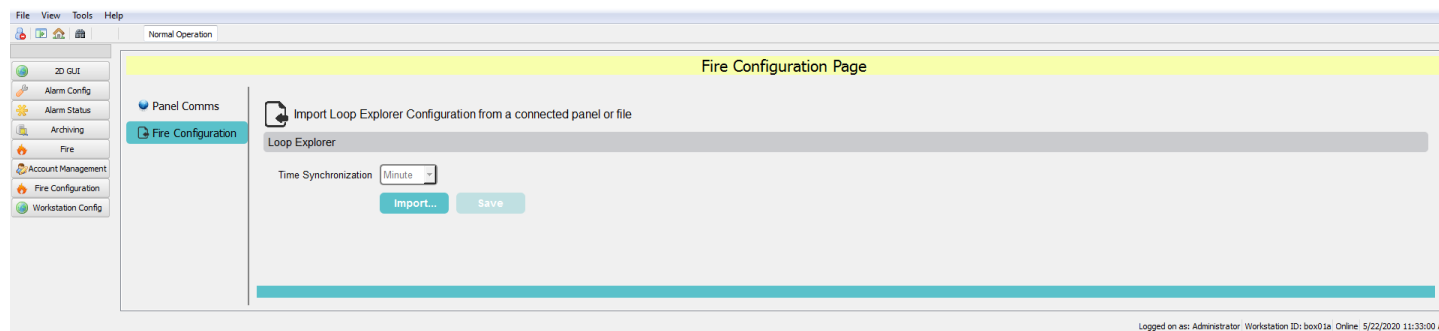 File View Tools Help
Normal Operation
2D GUI
Alarm Config
Alarm Status
Archiving
Fire
Account Management
Fire Configuration
Workstation Config
Fire Configuration Page
Panel Comms
Fire Configuration
Import Loop Explorer Configuration from a connected panel or file
Loop Explorer
Time Synchronization Minute
Import... Save
Logged on as: Administrator Workstation ID: box01a Online 5/22/2020 11:33:00